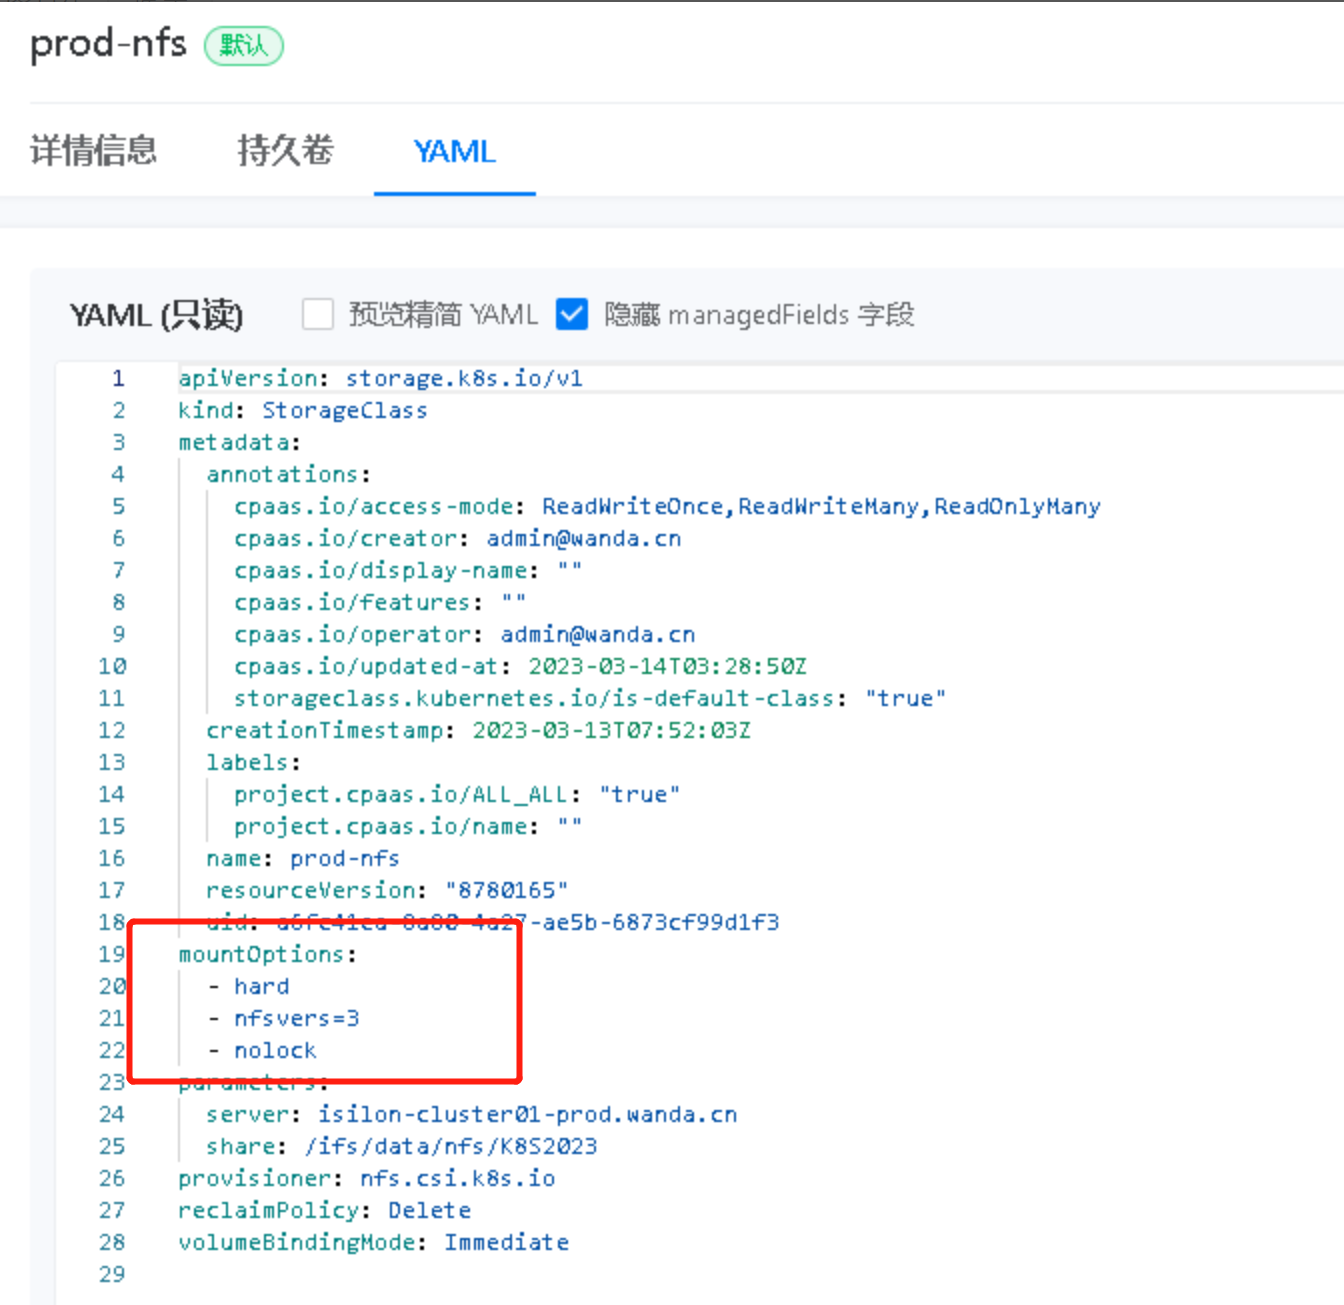 prod-nfs 默认
详情信息 持久卷 YAML
YAML (只读) 预览精简 YAML 隐藏 managedFields 字段
1 apiVersion: storage.k8s.io/v1
2 kind: StorageClass
3 metadata:
4 annotations:
5 cpaas.io/access-mode: ReadWriteOnce,ReadWriteMany,ReadOnlyMany
6 cpaas.io/creator: admin@wanda.cn
7 cpaas.io/display-name: ""
8 cpaas.io/features: ""
9 cpaas.io/operator: admin@wanda.cn
10 cpaas.io/updated-at: 2023-03-14T03:28:50Z
11 storageclass.kubernetes.io/is-default-class: "true"
12 creationTimestamp: 2023-03-13T07:52:03Z
13 labels:
14 project.cpaas.io/ALL_ALL: "true"
15 project.cpaas.io/name: ""
16 name: prod-nfs
17 resourceVersion: "8780165"
18 uid:
19 mountOptions:
20 - hard
21 - nfsvers=3
22 - nolock
23 parameters:
24 server: isilon-cluster01-prod.wanda.cn
25 share: /ifs/data/nfs/K8S2023
26 provisioner: nfs.csi.k8s.io
27 reclaimPolicy: Delete
28 volumeBindingMode: Immediate
29